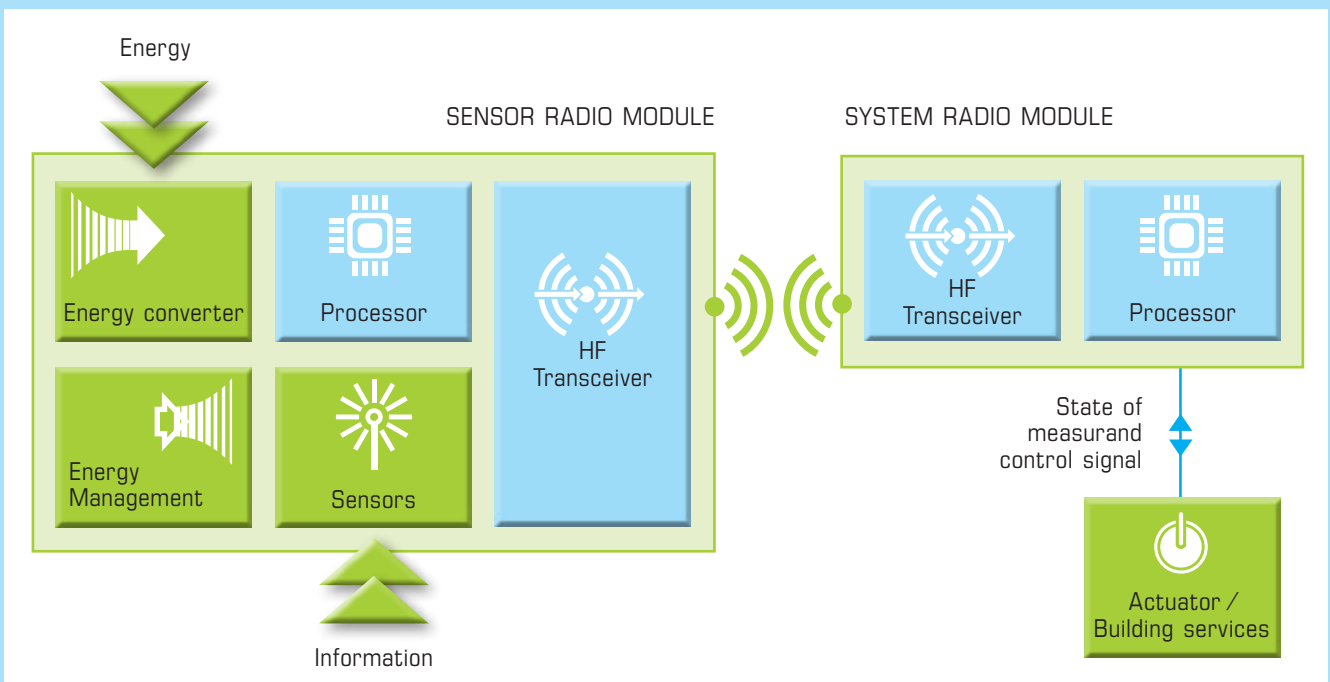 Energy
SENSOR RADIO MODULE
Energy converter
Processor
HF
Transceiver
Energy
Management
Sensors
Information
SYSTEM RADIO MODULE
HF
Transceiver
Processor
State of
measurand
control signal
Actuator /
Building services